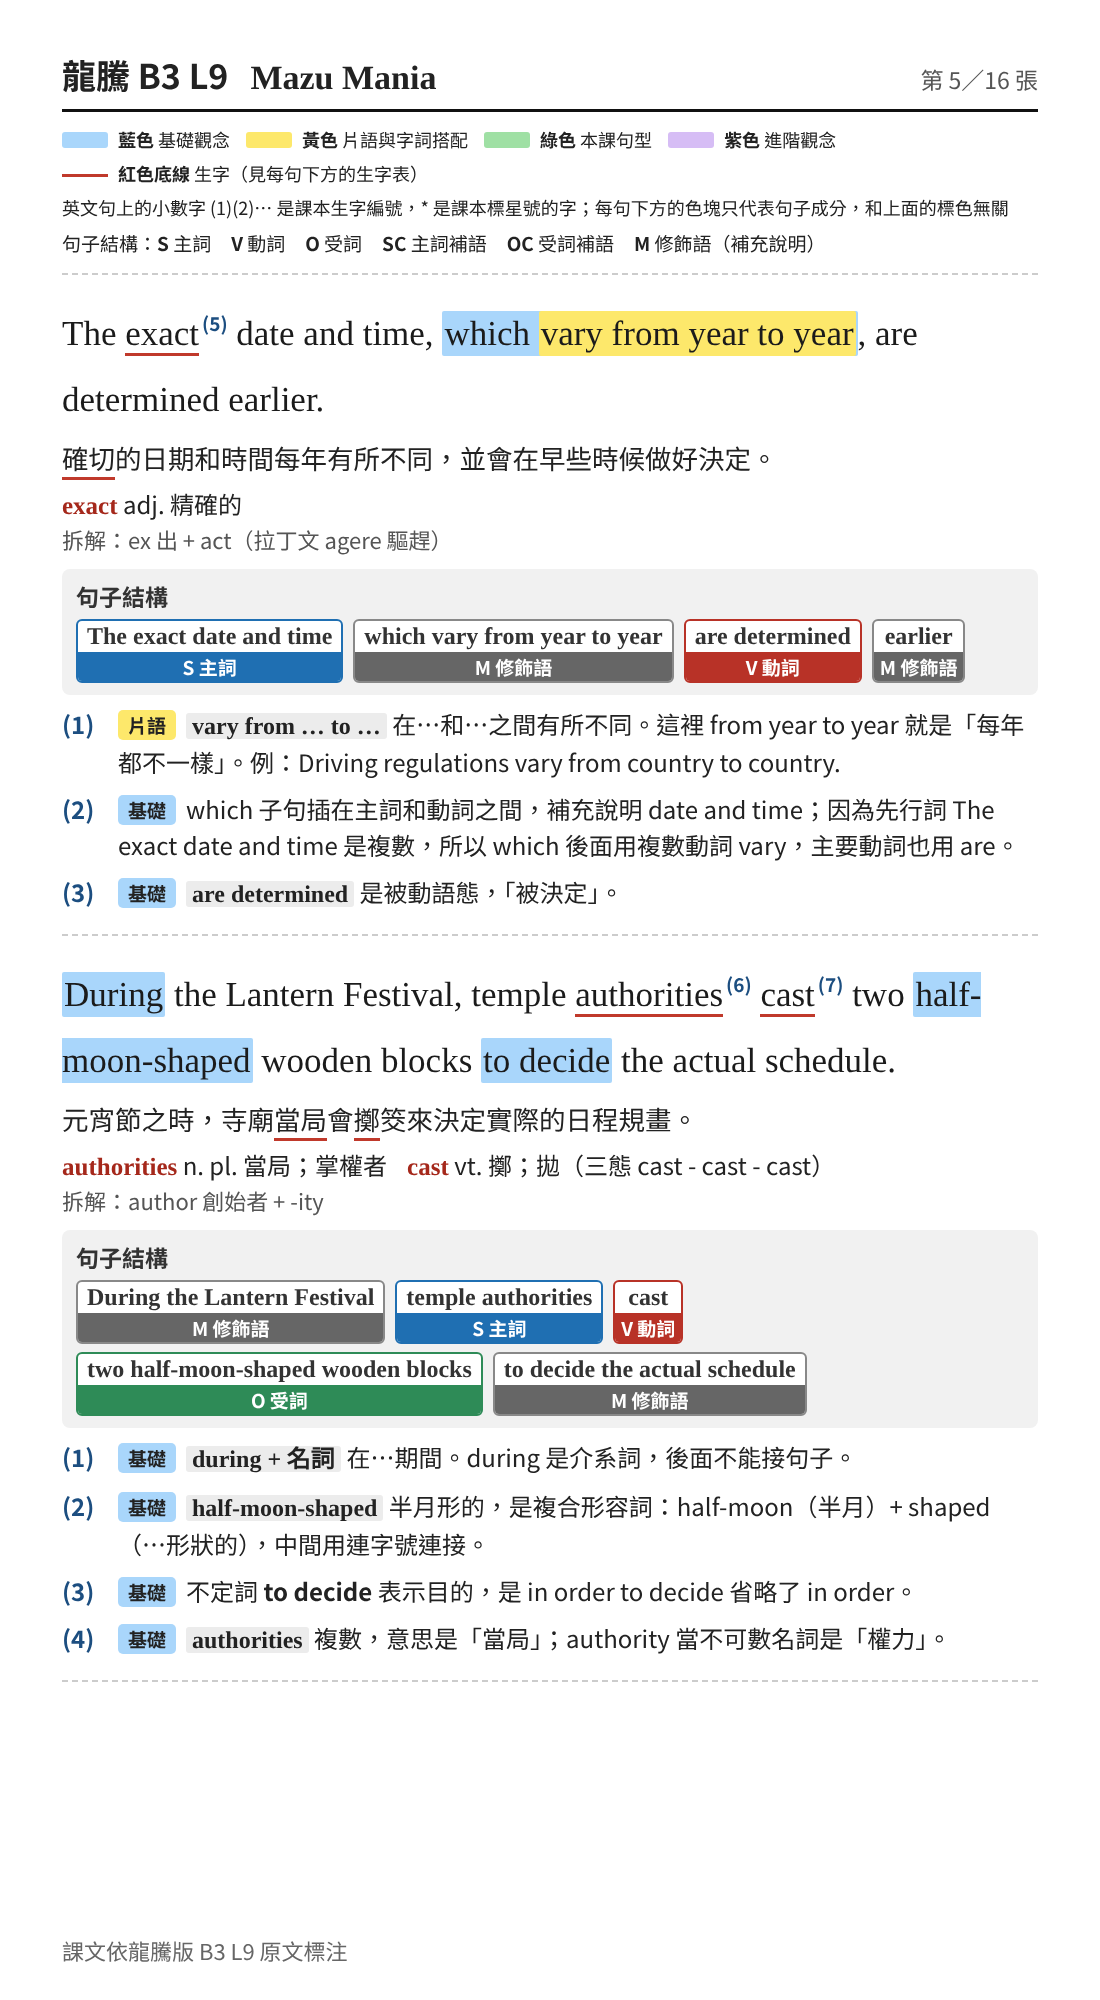 龍騰 B3 L9 Mazu Mania
第 5／16 張
藍色 基礎觀念 黃色 片語與字詞搭配 綠色 本課句型 紫色 進階觀念
紅色底線 生字（見每句下方的生字表）
英文句上的小數字 (1)(2)⋯ 是課本生字編號，* 是課本標星號的字；每句下方的色塊只代表句子成分，和上面的標色無關
句子結構：S 主詞 V 動詞 O 受詞 SC 主詞補語 OC 受詞補語 M 修飾語（補充說明）
The exact(5) date and time, which vary from year to year, are
determined earlier.
確切的日期和時間每年有所不同，並會在早些時候做好決定。
exact adj. 精確的
拆解：ex 出 + act（拉丁文 agere 驅趕）
句子結構
The exact date and time which vary from year to year are determined earlier
S 主詞 M 修飾語 V 動詞 M 修飾語
(1) 片語 vary from … to … 在⋯和⋯之間有所不同。這裡 from year to year 就是「每年
都不一樣」。例：Driving regulations vary from country to country.
(2) 基礎 which 子句插在主詞和動詞之間，補充說明 date and time；因為先行詞 The
exact date and time 是複數，所以 which 後面用複數動詞 vary，主要動詞也用 are。
(3) 基礎 are determined 是被動語態，「被決定」。
During the Lantern Festival, temple authorities(6) cast(7) two half-
moon-shaped wooden blocks to decide the actual schedule.
元宵節之時，寺廟當局會擲筊來決定實際的日程規畫。
authorities n. pl. 當局；掌權者 cast vt. 擲；拋（三態 cast - cast - cast）
拆解：author 創始者 + -ity
句子結構
During the Lantern Festival temple authorities cast
M 修飾語 S 主詞 V 動詞
two half-moon-shaped wooden blocks to decide the actual schedule
O 受詞 M 修飾語
(1) 基礎 during + 名詞 在⋯期間。during 是介系詞，後面不能接句子。
(2) 基礎 half-moon-shaped 半月形的，是複合形容詞：half-moon（半月）+ shaped
（⋯形狀的），中間用連字號連接。
(3) 基礎 不定詞 to decide 表示目的，是 in order to decide 省略了 in order。
(4) 基礎 authorities 複數，意思是「當局」；authority 當不可數名詞是「權力」。
課文依龍騰版 B3 L9 原文標注